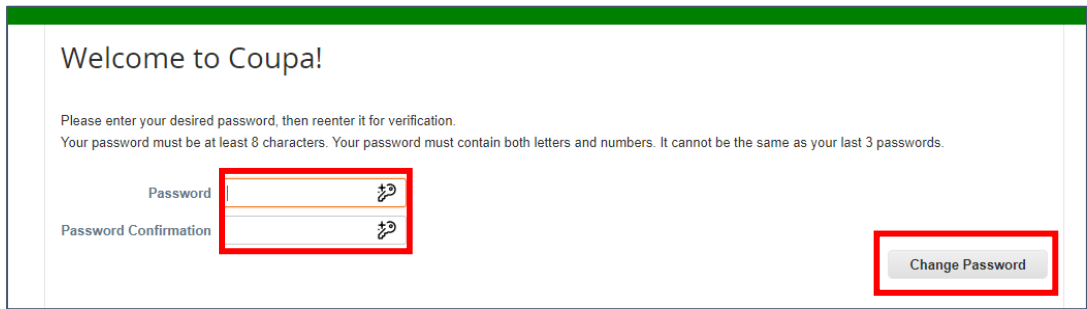 Welcome to Coupa!
Please enter your desired password, then reenter it for verification.
Your password must be at least 8 characters. Your password must contain both letters and numbers. It cannot be the same as your last 3 passwords.
Password
Password Confirmation
Change Password